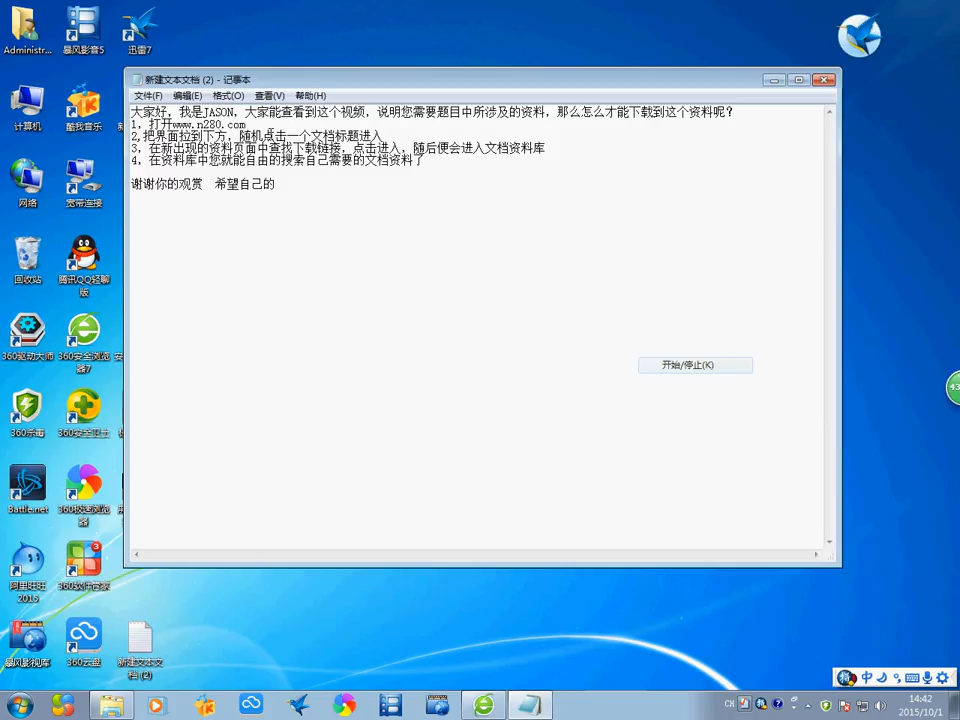 Administr...
暴风影音5
迅雷7
计算机
酷我音乐
网络
宽带连接
回收站
腾讯QQ轻聊版
360驱动大师
360安全浏览器7
360杀毒
360安全卫士
Battle.net
360极速浏览器
阿里旺旺2015
360软件管家
3
暴风影视库
360云盘
新建文本文档 (2)
新建文本文档 (2) - 记事本
文件(F) 编辑(E) 格式(O) 查看(V) 帮助(H)
大家好，我是JASON，大家能查看到这个视频，说明您需要题目中所涉及的资料，那么怎么才能下载到这个资料呢？
1，打开www.n280.com
2,把界面拉到下方，随机点击一个文档标题进入
3，在新出现的资料页面中查找下载链接，点击进入，随后便会进入文档资料库
4，在资料库中您就能自由的搜索自己需要的文档资料了
谢谢你的观赏 希望自己的
开始/停止(K)
43
中
CH
14:42
2015/10/1